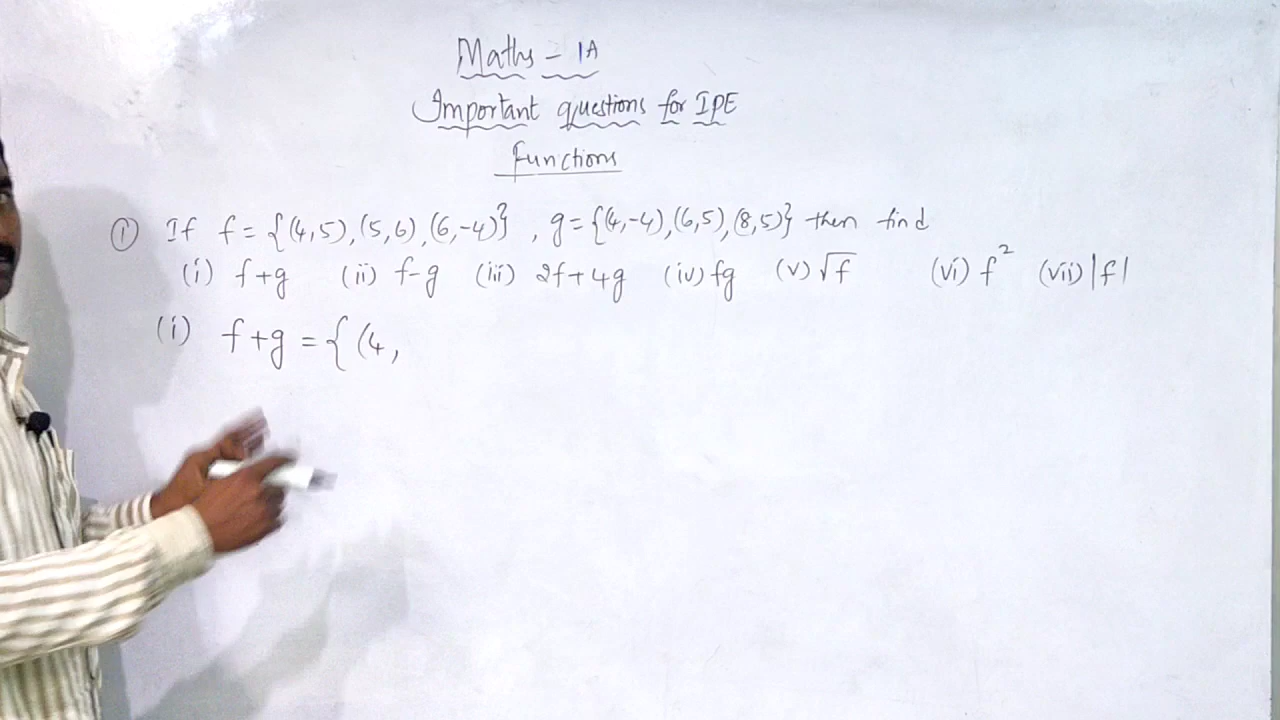 Maths - 1A
Important questions for IPE
Functions
① If f = {(4,5),(5,6),(6,-4)} , g={(4,-4),(6,5),(8,5)} then find
(i) f+g (ii) f-g (iii) 2f+4g (iv) fg (v) √f (vi) f² (vii) |f|
(i) f+g = { (4,